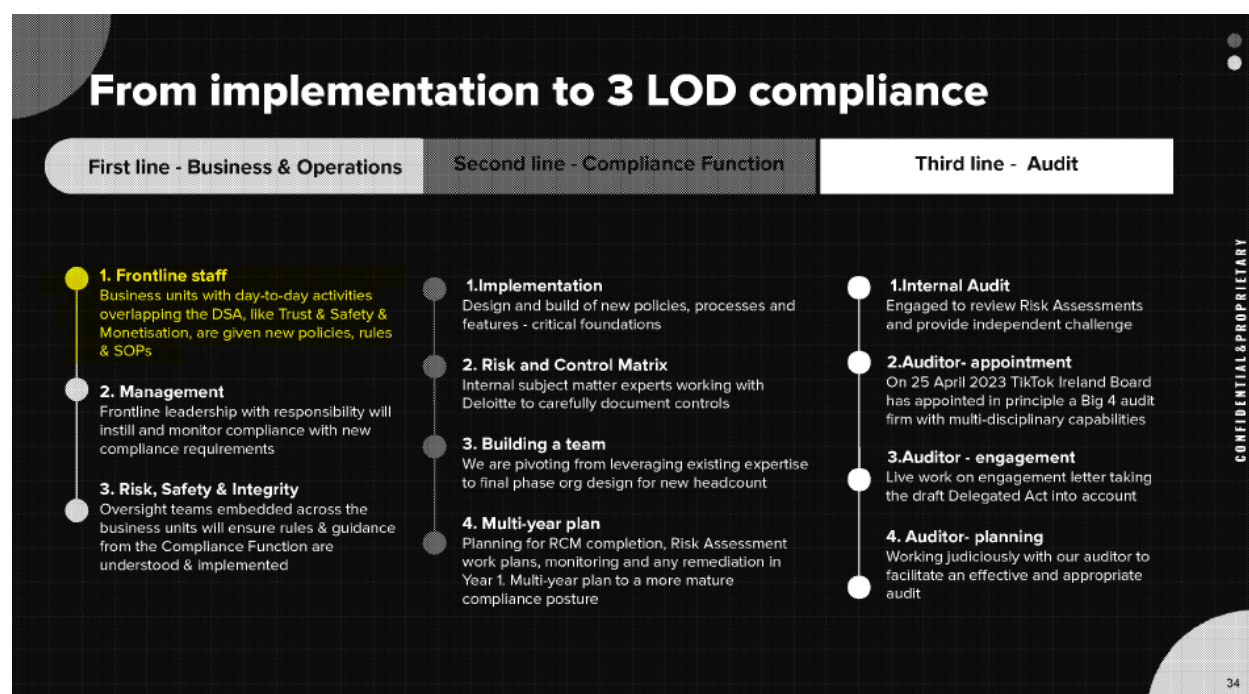 From implementation to 3 LOD compliance
First line - Business & Operations
Second line - Compliance Function
Third line - Audit
1. Frontline staff
Business units with day-to-day activities
overlapping the DSA, like Trust & Safety &
Monetisation, are given new policies, rules
& SOPs
2. Management
Frontline leadership with responsibility will
instill and monitor compliance with new
compliance requirements
3. Risk, Safety & Integrity
Oversight teams embedded across the
business units will ensure rules & guidance
from the Compliance Function are
understood & implemented
1.Implementation
Design and build of new policies, processes and
features - critical foundations
2. Risk and Control Matrix
Internal subject matter experts working with
Deloitte to carefully document controls
3. Building a team
We are pivoting from leveraging existing expertise
to final phase org design for new headcount
4. Multi-year plan
Planning for RCM completion, Risk Assessment
work plans, monitoring and any remediation in
Year 1. Multi-year plan to a more mature
compliance posture
1.Internal Audit
Engaged to review Risk Assessments
and provide independent challenge
2.Auditor- appointment
On 25 April 2023 TikTok Ireland Board
has appointed in principle a Big 4 audit
firm with multi-disciplinary capabilities
3.Auditor - engagement
Live work on engagement letter taking
the draft Delegated Act into account
4. Auditor- planning
Working judiciously with our auditor to
facilitate an effective and appropriate
audit
CONFIDENTIAL & PROPRIETARY
34